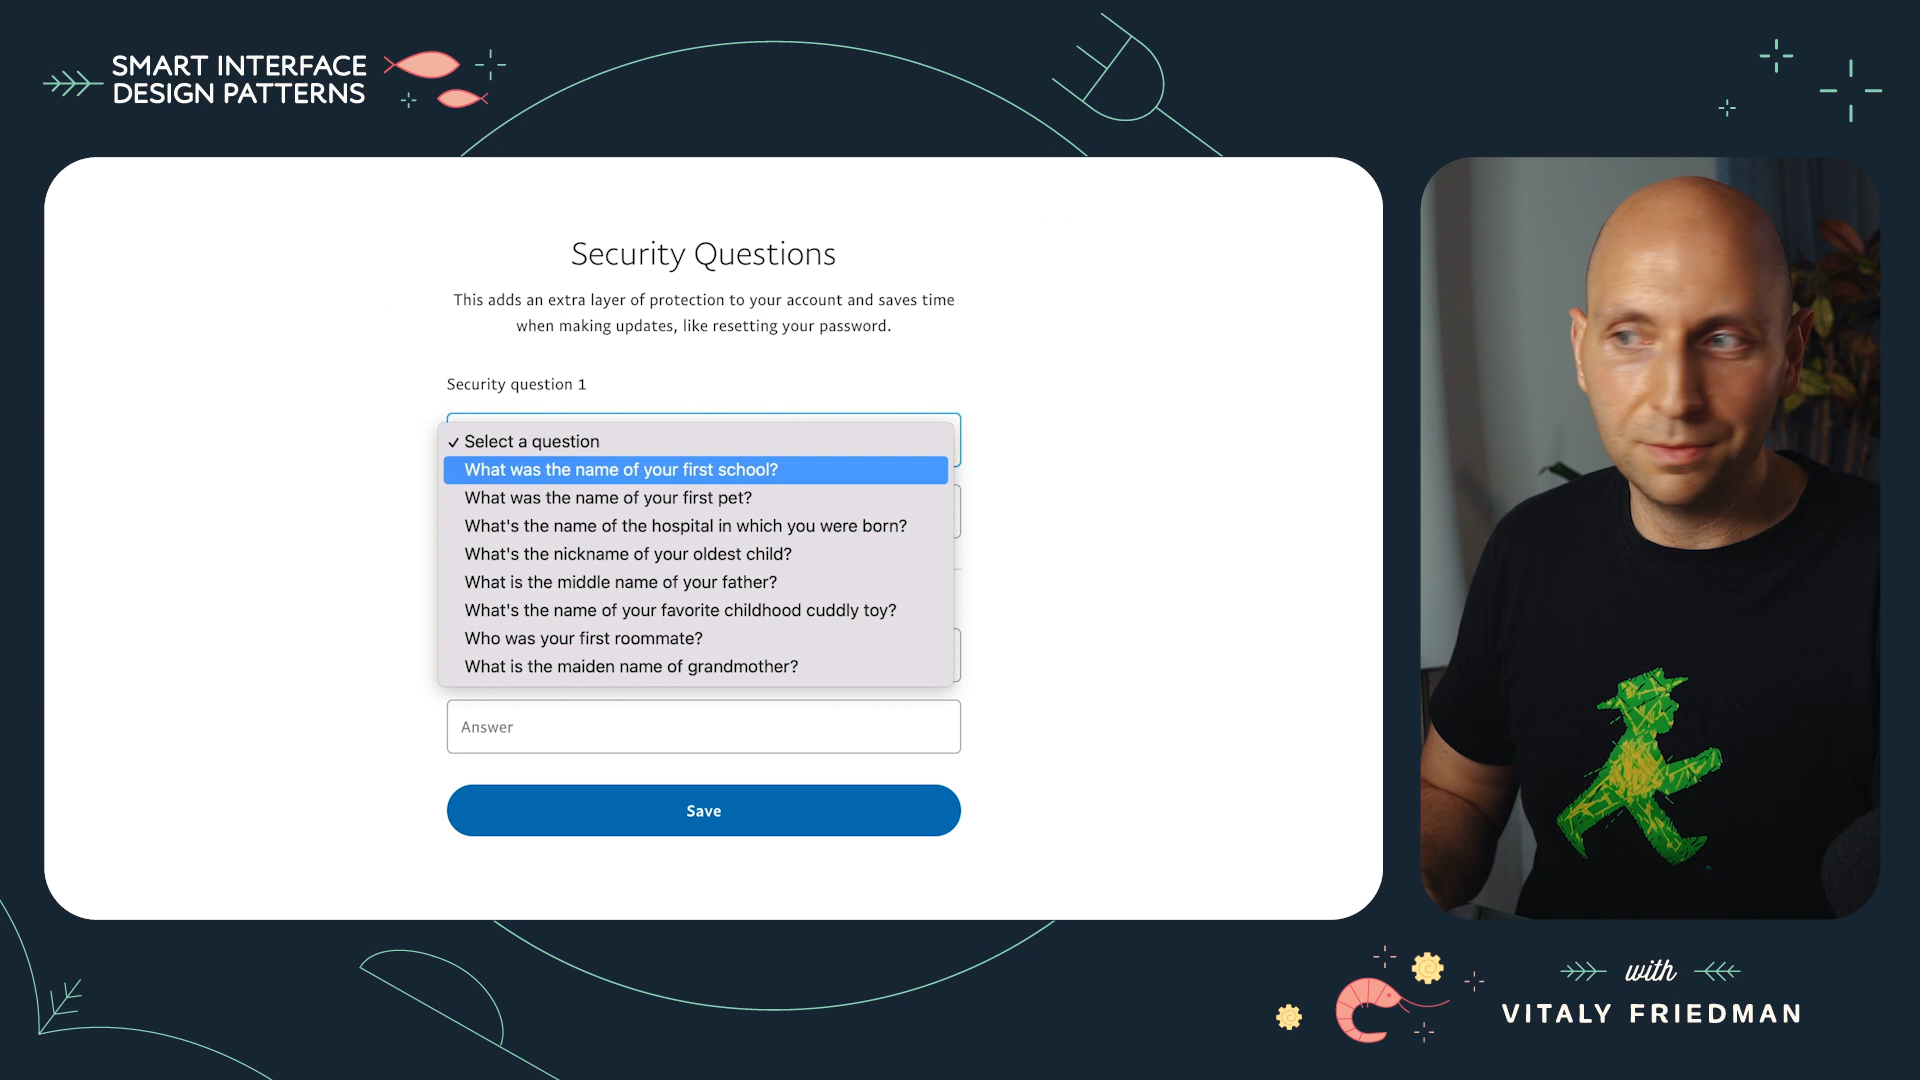 SMART INTERFACE
DESIGN PATTERNS
Security Questions
This adds an extra layer of protection to your account and saves time
when making updates, like resetting your password.
Security question 1
✓ Select a question
What was the name of your first school?
What was the name of your first pet?
What's the name of the hospital in which you were born?
What's the nickname of your oldest child?
What is the middle name of your father?
What's the name of your favorite childhood cuddly toy?
Who was your first roommate?
What is the maiden name of grandmother?
Answer
Save
with
VITALY FRIEDMAN